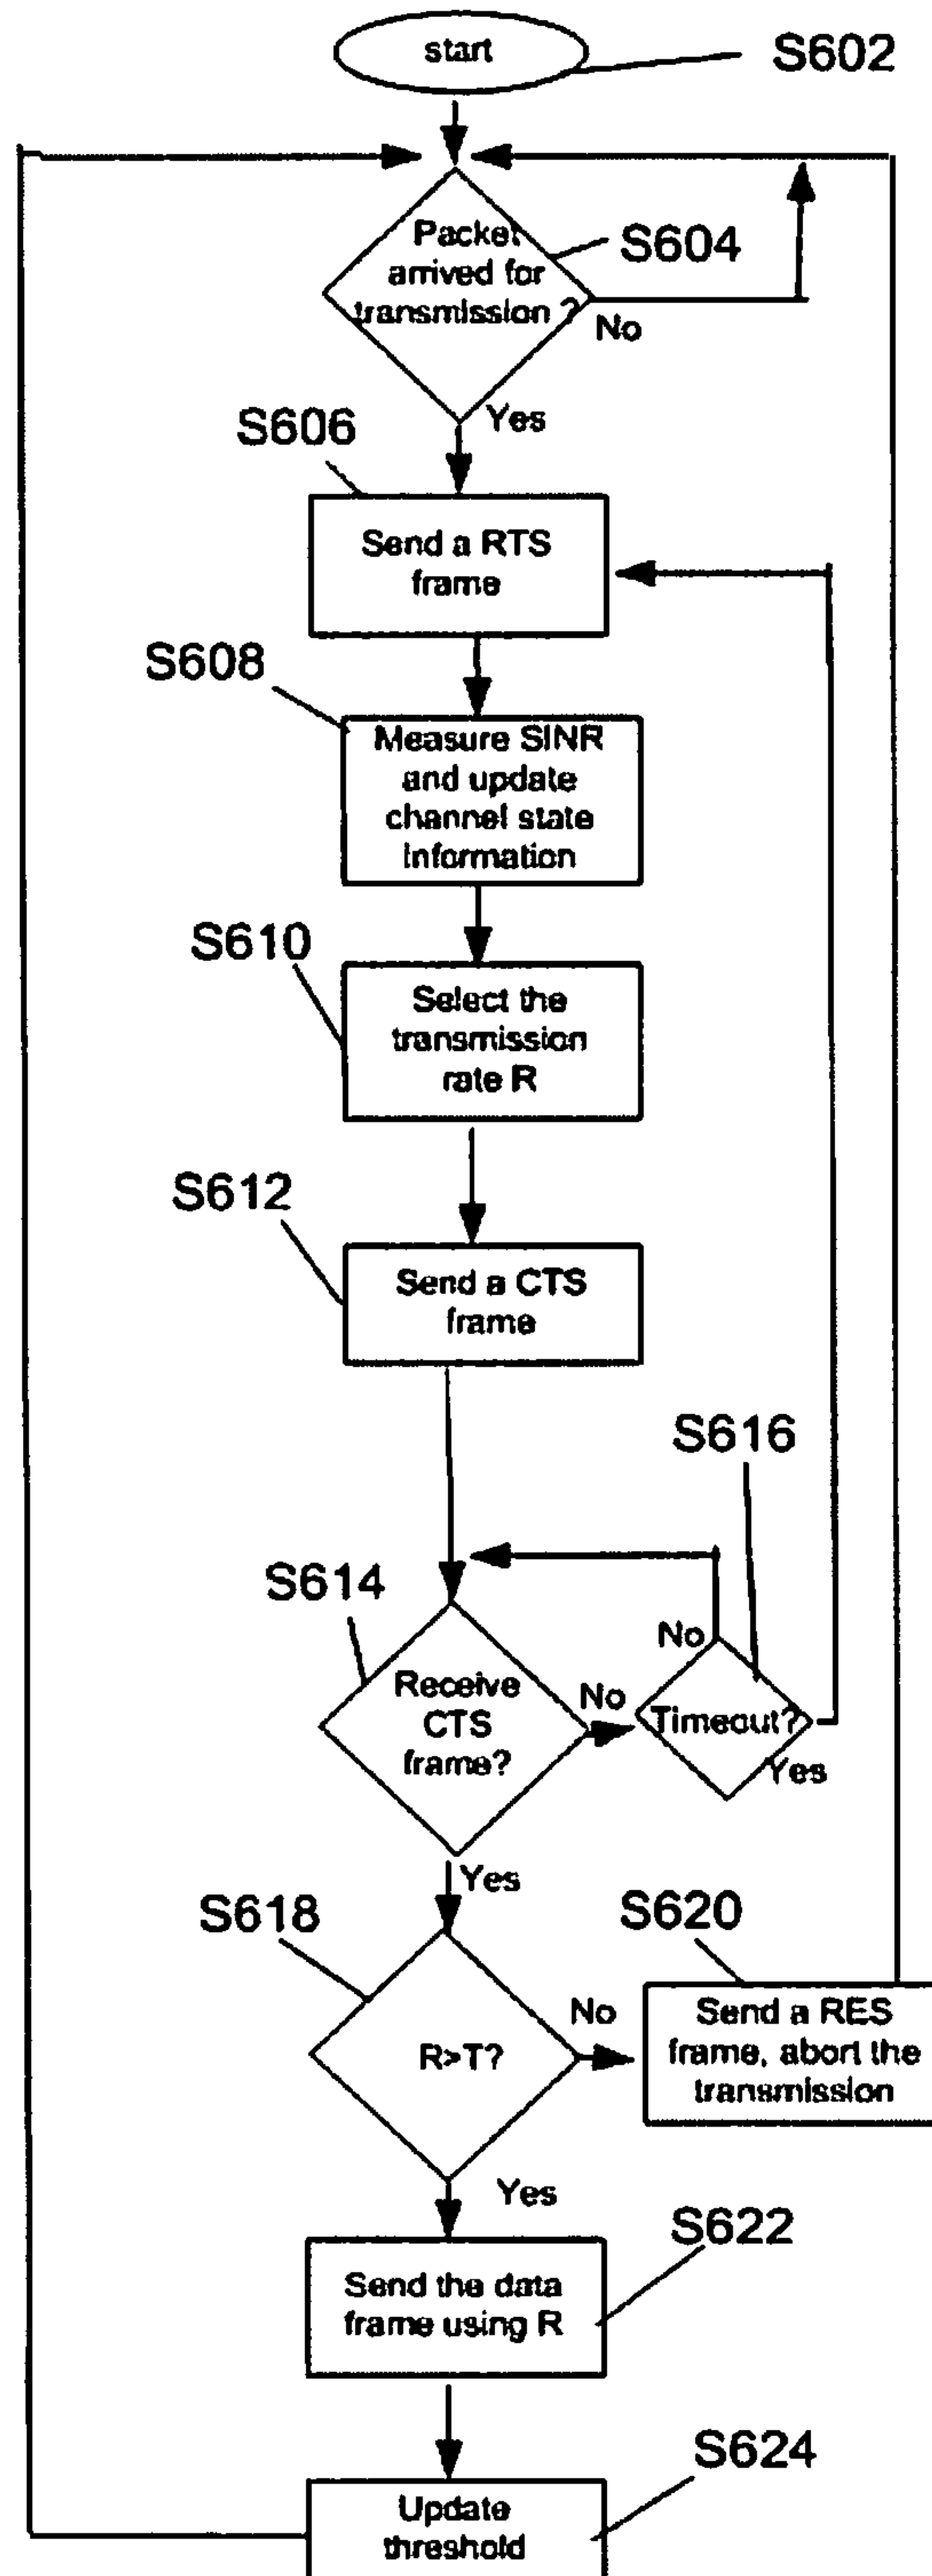 start
S602
Packet
arrived for
transmission ?
S604
No
Yes
S606
Send a RTS
frame
S608
Measure SINR
and update
channel state
Information
S610
Select the
transmission
rate R
S612
Send a CTS
frame
S616
S614
No
Receive
CTS
frame?
No
Timeout?
Yes
Yes
S618
S620
R>T?
No
Send a RES
frame, abort the
transmission
Yes
S622
Send the data
frame using R
S624
Update
threshold